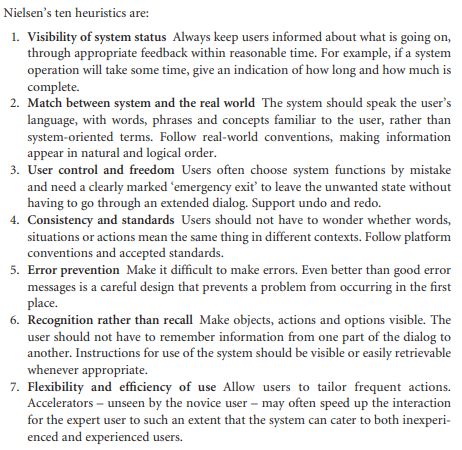 Nielsen's ten heuristics are:
1. Visibility of system status Always keep users informed about what is going on,
through appropriate feedback within reasonable time. For example, if a system
operation will take some time, give an indication of how long and how much is
complete.
2. Match between system and the real world The system should speak the user's
language, with words, phrases and concepts familiar to the user, rather than
system-oriented terms. Follow real-world conventions, making information
appear in natural and logical order.
3. User control and freedom Users often choose system functions by mistake
and need a clearly marked 'emergency exit' to leave the unwanted state without
having to go through an extended dialog. Support undo and redo.
4. Consistency and standards Users should not have to wonder whether words,
situations or actions mean the same thing in different contexts. Follow platform
conventions and accepted standards.
5. Error prevention Make it difficult to make errors. Even better than good error
messages is a careful design that prevents a problem from occurring in the first
place.
6. Recognition rather than recall Make objects, actions and options visible. The
user should not have to remember information from one part of the dialog to
another. Instructions for use of the system should be visible or easily retrievable
whenever appropriate.
7. Flexibility and efficiency of use Allow users to tailor frequent actions.
Accelerators – unseen by the novice user – may often speed up the interaction
for the expert user to such an extent that the system can cater to both inexperi-
enced and experienced users.